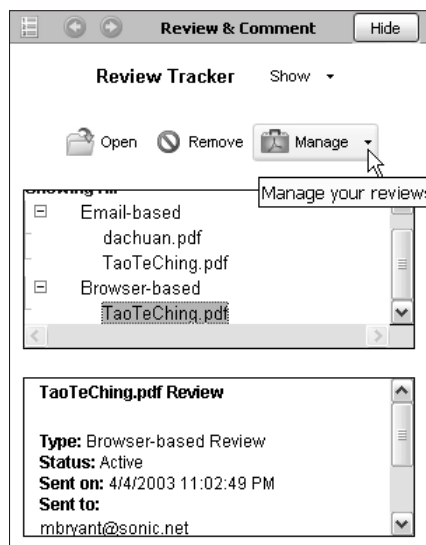 Review & Comment Hide
Review Tracker Show
Open Remove Manage
Manage your reviews
Showing All
Email-based
dachuan.pdf
TaoTeChing.pdf
Browser-based
TaoTeChing.pdf
TaoTeChing.pdf Review
Type: Browser-based Review
Status: Active
Sent on: 4/4/2003 11:02:49 PM
Sent to:
mbryant@sonic.net